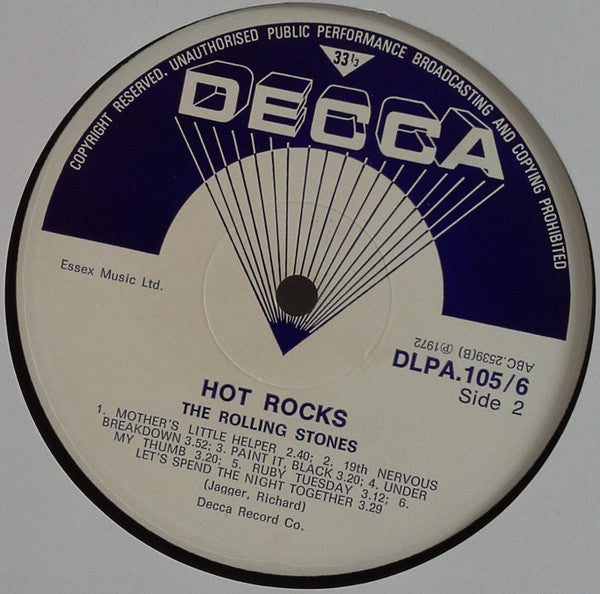 COPYRIGHT RESERVED. UNAUTHORISED PUBLIC PERFORMANCE BROADCASTING AND COPYING PROHIBITED
33 1/3
DECCA
Essex Music Ltd.
ABC.2539(B) ℗1972
DLPA.105/6
Side 2
HOT ROCKS
THE ROLLING STONES
1. MOTHER'S LITTLE HELPER 2.40; 2. 19th NERVOUS
BREAKDOWN 3.52; 3. PAINT IT, BLACK 3.20; 4. UNDER
MY THUMB 3.20; 5. RUBY TUESDAY 3.12; 6.
LET'S SPEND THE NIGHT TOGETHER 3.29
(Jagger, Richard)
Decca Record Co.